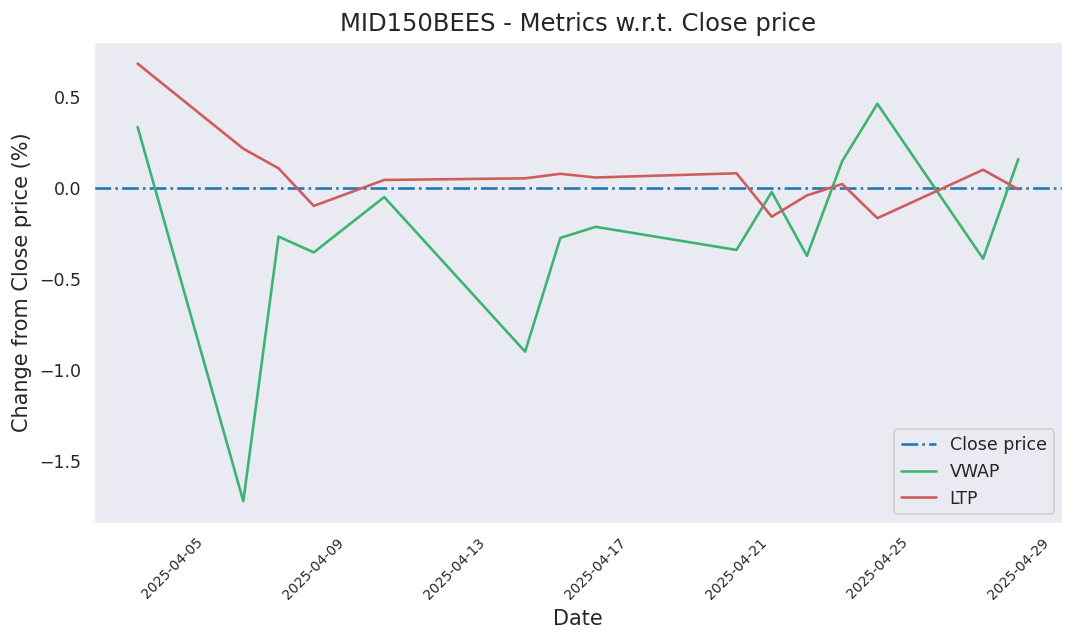 MID150BEES - Metrics w.r.t. Close price
Change from Close price (%)
0.5
0.0
−0.5
−1.0
−1.5
Close price
VWAP
LTP
2025-04-05
2025-04-09
2025-04-13
2025-04-17
2025-04-21
2025-04-25
2025-04-29
Date